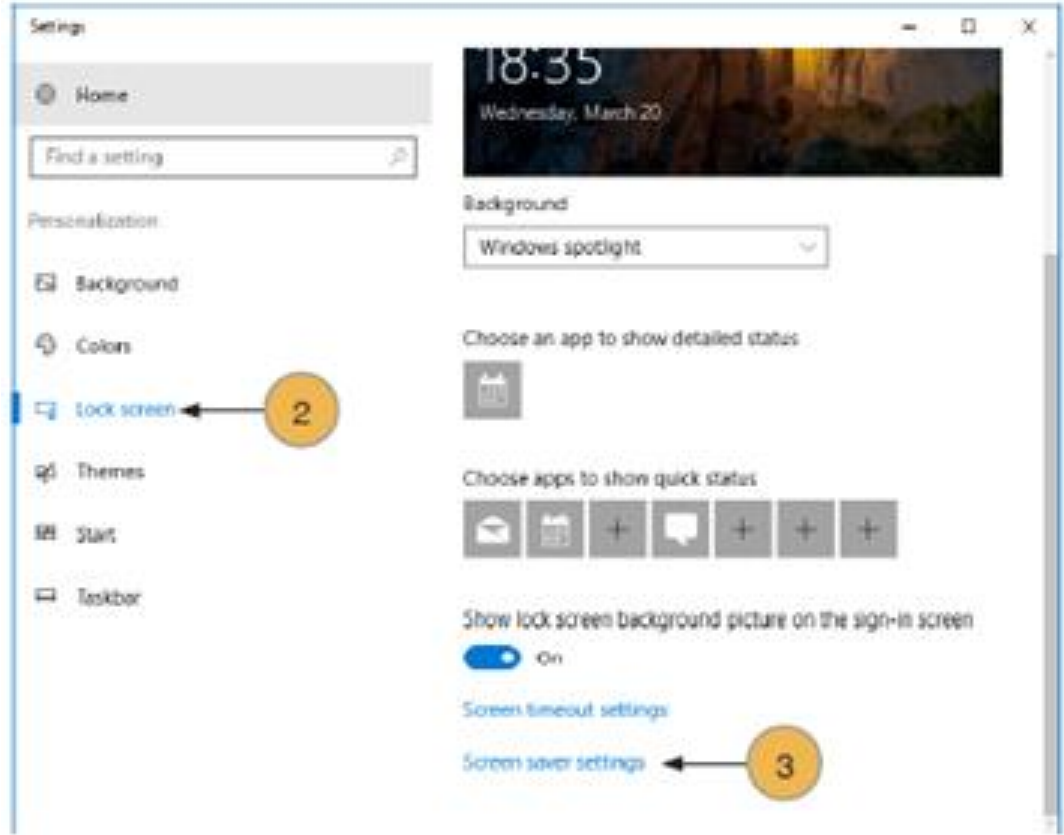 Settings
Home
Find a setting
Personalization
Background
Colors
Lock screen
2
Themes
Start
Taskbar
18:35
Wednesday, March 20
Background
Windows spotlight
Choose an app to show detailed status
Choose apps to show quick status
Show lock screen background picture on the sign-in screen
On
Screen timeout settings
Screen saver settings
3